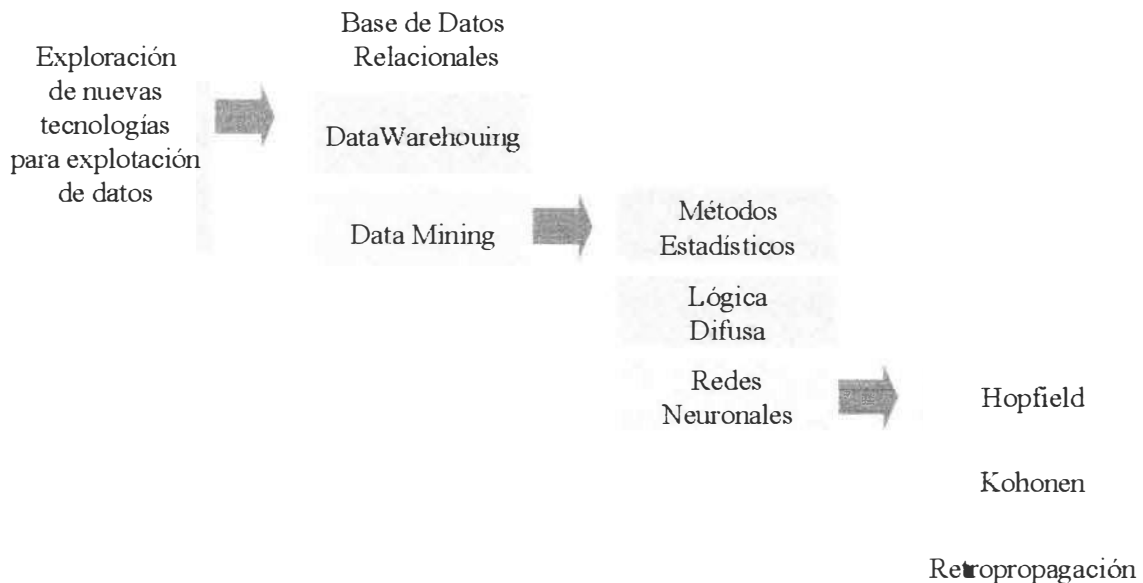 Exploración
de nuevas
tecnologías
para explotación
de datos
Base de Datos
Relacionales
DataWarehouing
Data Mining
Métodos
Estadísticos
Lógica
Difusa
Redes
Neuronales
Hopfield
Kohonen
Retropropagación